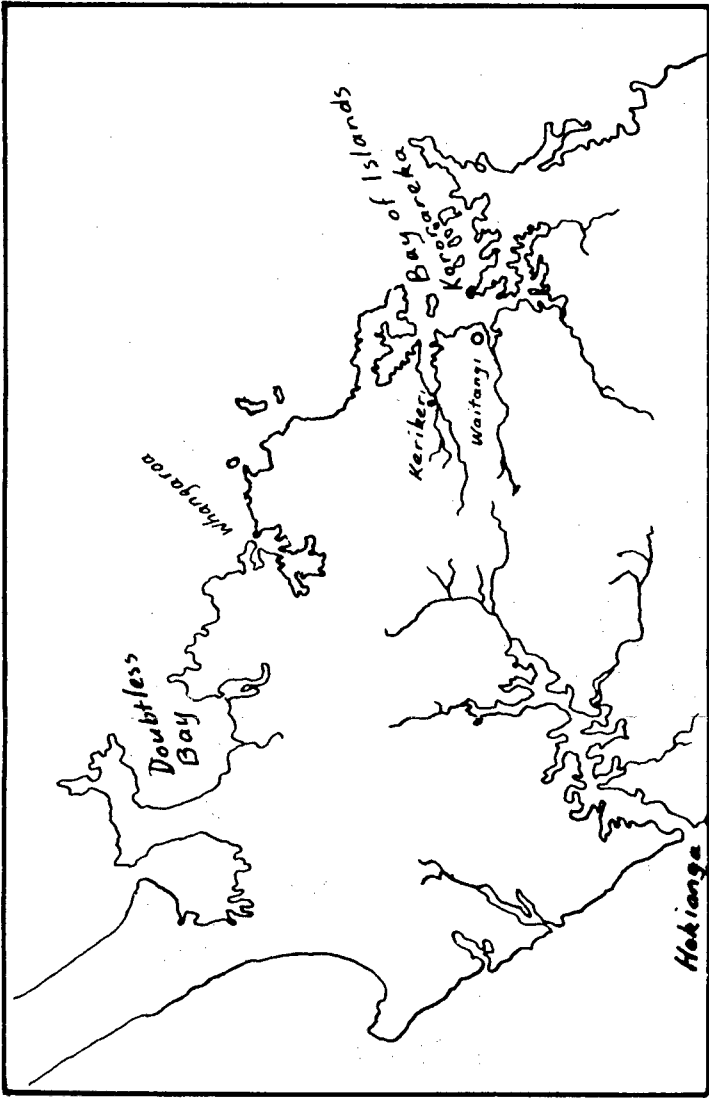 Doubtless
Bay
Whangaroa
Bay of Islands
Kororareka
Kerikeri
Waitangi
Hokianga